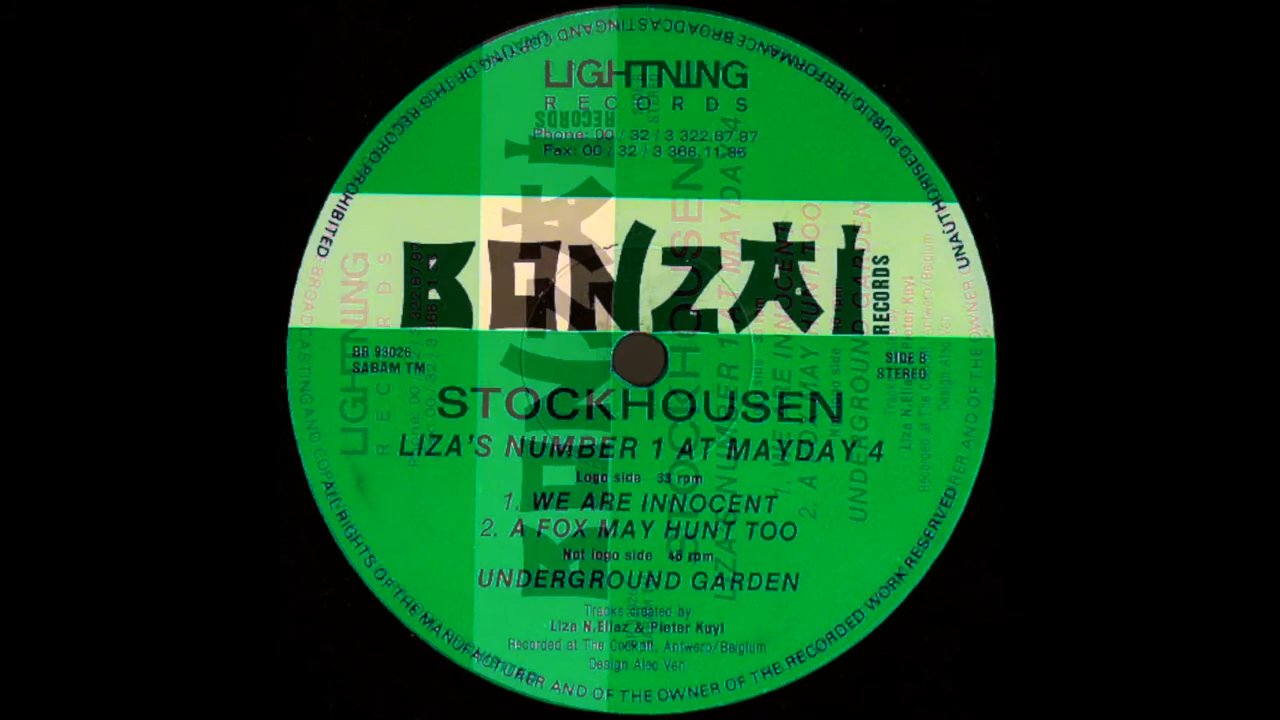 LIGHTNING
RECORDS
Phone: 00 / 32 / 3 322.67.97
Fax: 00 / 32 / 3 366.11.86
BONZAI RECORDS
BR 93026
SABAM TM
SIDE B
STEREO
STOCKHOUSEN
LIZA'S NUMBER 1 AT MAYDAY 4
Logo side 33 rpm
1. WE ARE INNOCENT
2. A FOX MAY HUNT TOO
Not logo side 45 rpm
UNDERGROUND GARDEN
Tracks created by
Liza N.Eliaz & Pieter Kuyl
Recorded at The Cockpit, Antwerp/Belgium
Design Aloc Ven
ALL RIGHTS OF THE MANUFACTURER AND OF THE OWNER OF THE RECORDED WORK RESERVED
UNAUTHORISED PUBLIC PERFORMANCE BROADCASTING AND COPYING OF THIS RECORD PROHIBITED